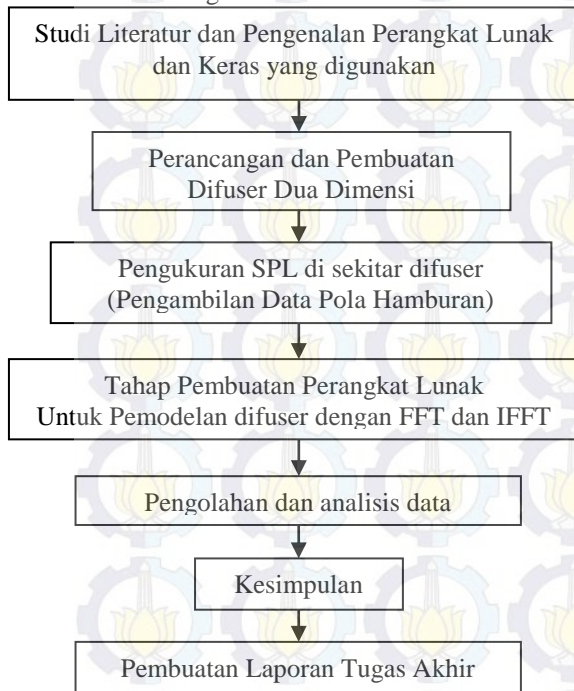 Studi Literatur dan Pengenalan Perangkat Lunak
dan Keras yang digunakan
Perancangan dan Pembuatan
Difuser Dua Dimensi
Pengukuran SPL di sekitar difuser
(Pengambilan Data Pola Hamburan)
Tahap Pembuatan Perangkat Lunak
Untuk Pemodelan difuser dengan FFT dan IFFT
Pengolahan dan analisis data
Kesimpulan
Pembuatan Laporan Tugas Akhir